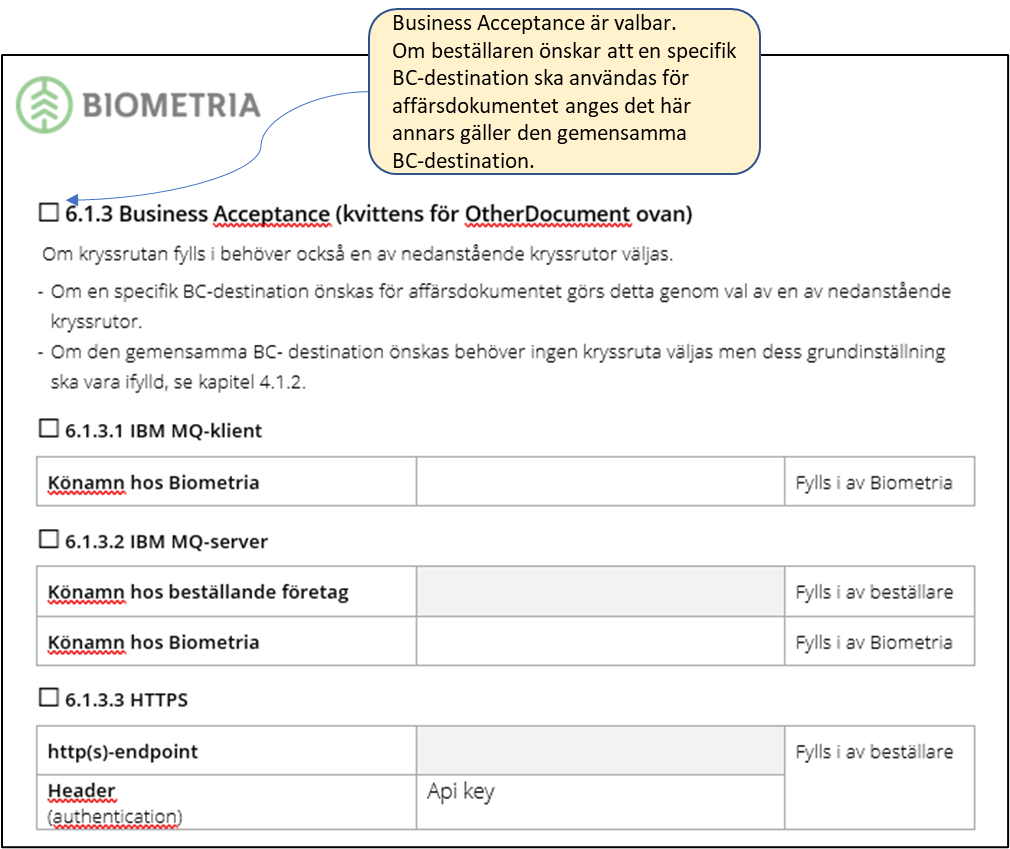 Business Acceptance är valbar.
Om beställaren önskar att en specifik
BC-destination ska användas för
affärsdokumentet anges det här
annars gäller den gemensamma
BC-destination.
BIOMETRIA
☐ 6.1.3 Business Acceptance (kvittens för OtherDocument ovan)
Om kryssrutan fylls i behöver också en av nedanstående kryssrutor väljas.
- Om en specifik BC-destination önskas för affärsdokumentet görs detta genom val av en av nedanstående
kryssrutor.
- Om den gemensamma BC- destination önskas behöver ingen kryssruta väljas men dess grundinställning
ska vara ifylld, se kapitel 4.1.2.
☐ 6.1.3.1 IBM MQ-klient
Könamn hos Biometria Fylls i av Biometria
☐ 6.1.3.2 IBM MQ-server
Könamn hos beställande företag Fylls i av beställare
Könamn hos Biometria Fylls i av Biometria
☐ 6.1.3.3 HTTPS
http(s)-endpoint Fylls i av beställare
Header Api key
(authentication)